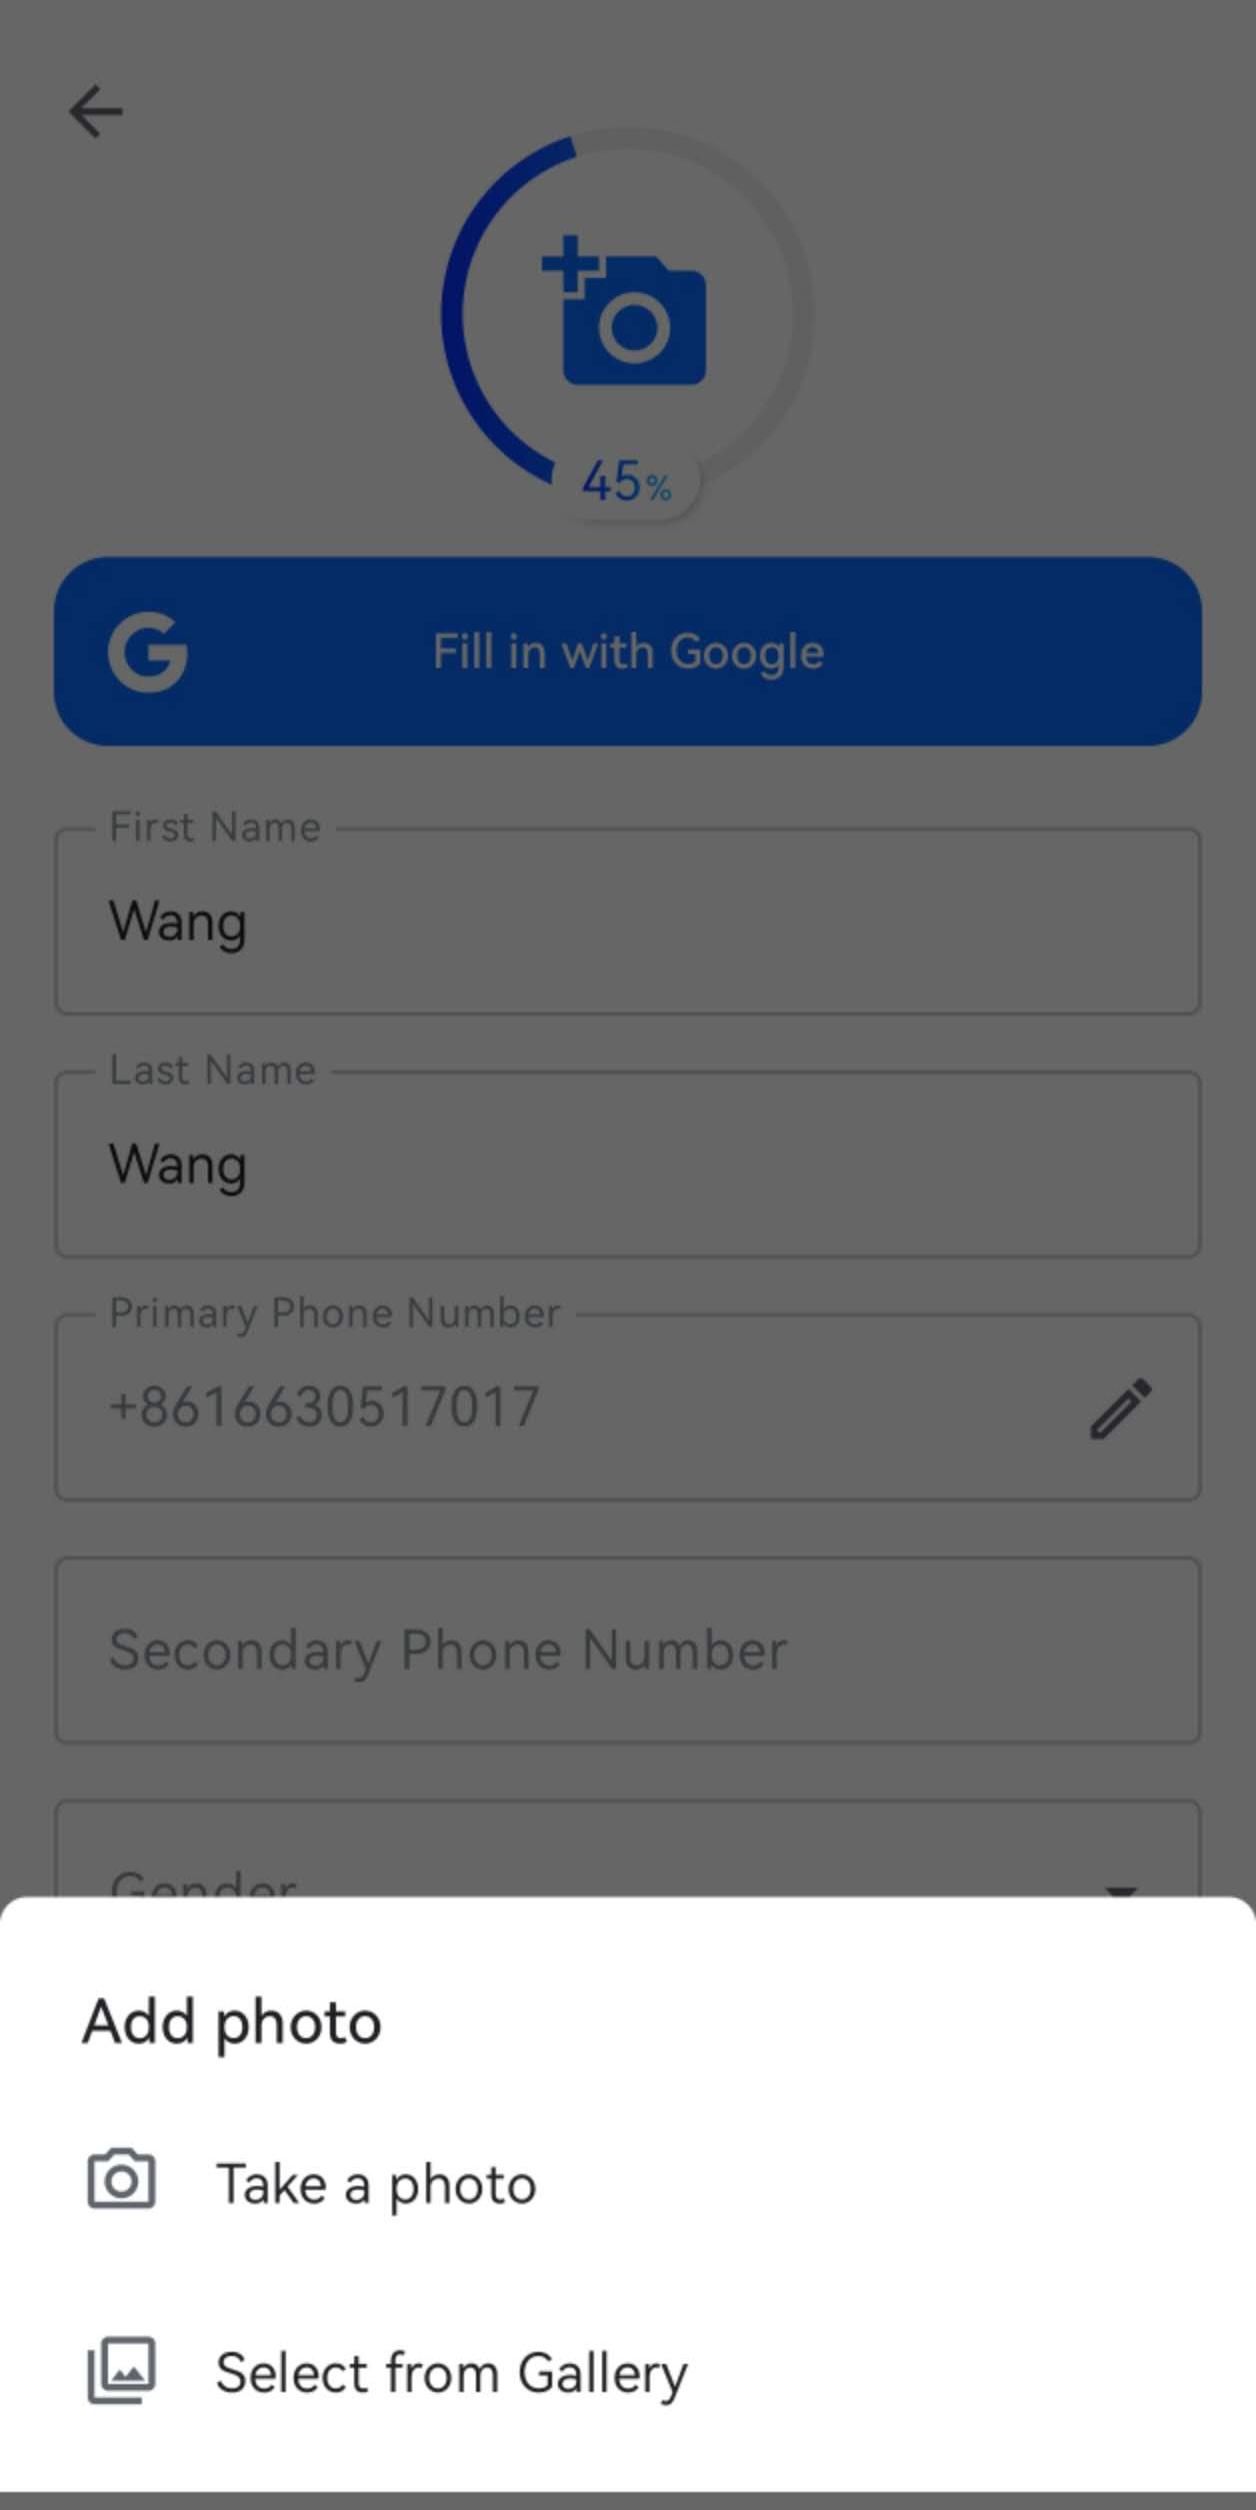 45%
Fill in with Google
First Name
Wang
Last Name
Wang
Primary Phone Number
+8616630517017
Secondary Phone Number
Gender
Add photo
Take a photo
Select from Gallery